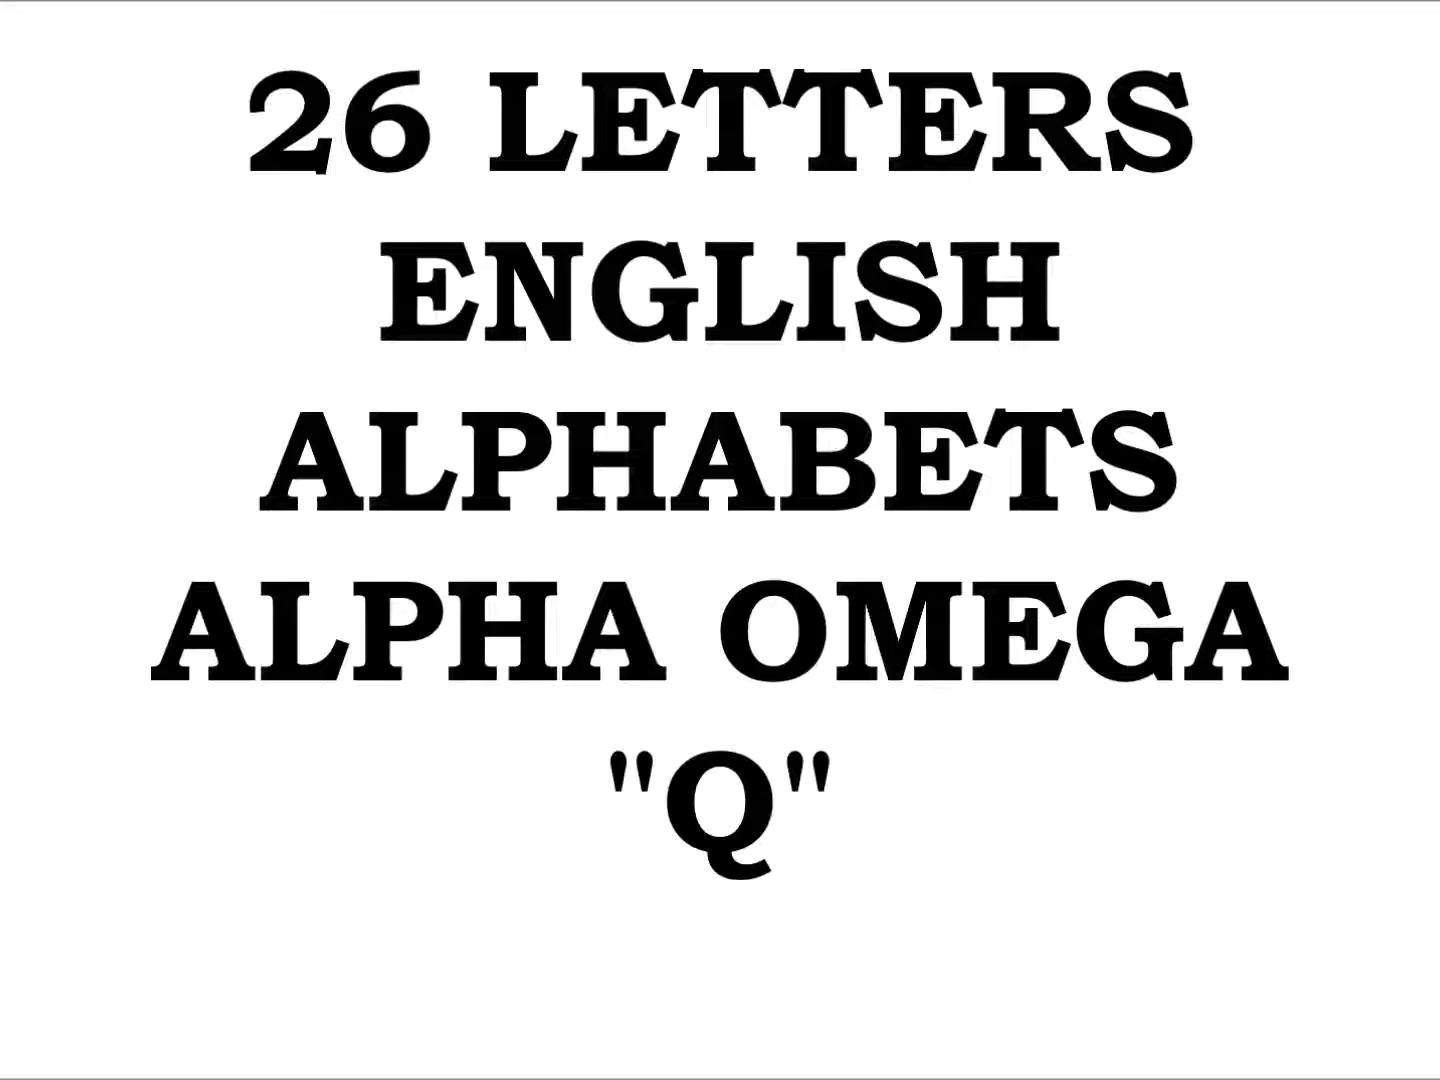 26 LETTERS
ENGLISH
ALPHABETS
ALPHA OMEGA
"Q"